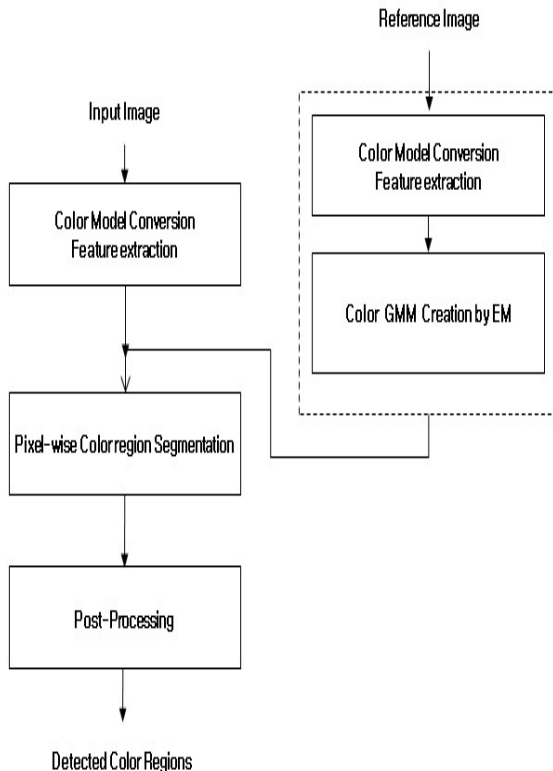 Reference Image
Input Image
Color Model Conversion
Feature extraction
Color Model Conversion
Feature extraction
Color GMM Creation by EM
Pixel-wise Color region Segmentation
Post-Processing
Detected Color Regions